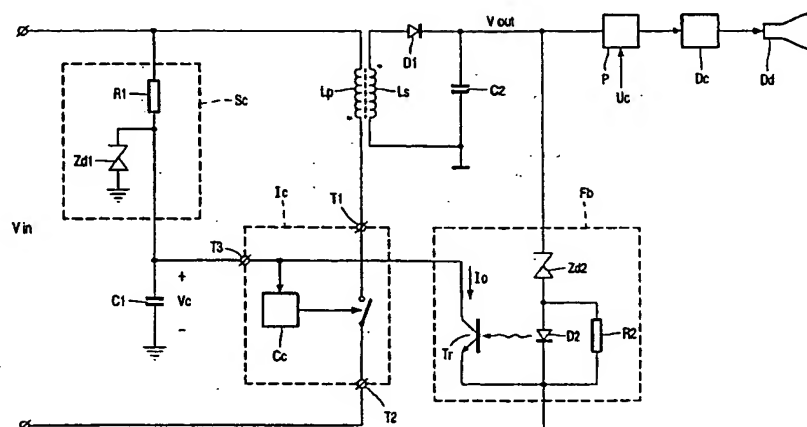 V out
D1
P
Uc
Dc
Dd
R1
Sc
Lp
Ls
C2
Zd1
T1
Ic
Fb
V in
T3
Io
Zd2
+
Vc
-
C1
Cc
Tr
D2
R2
T2